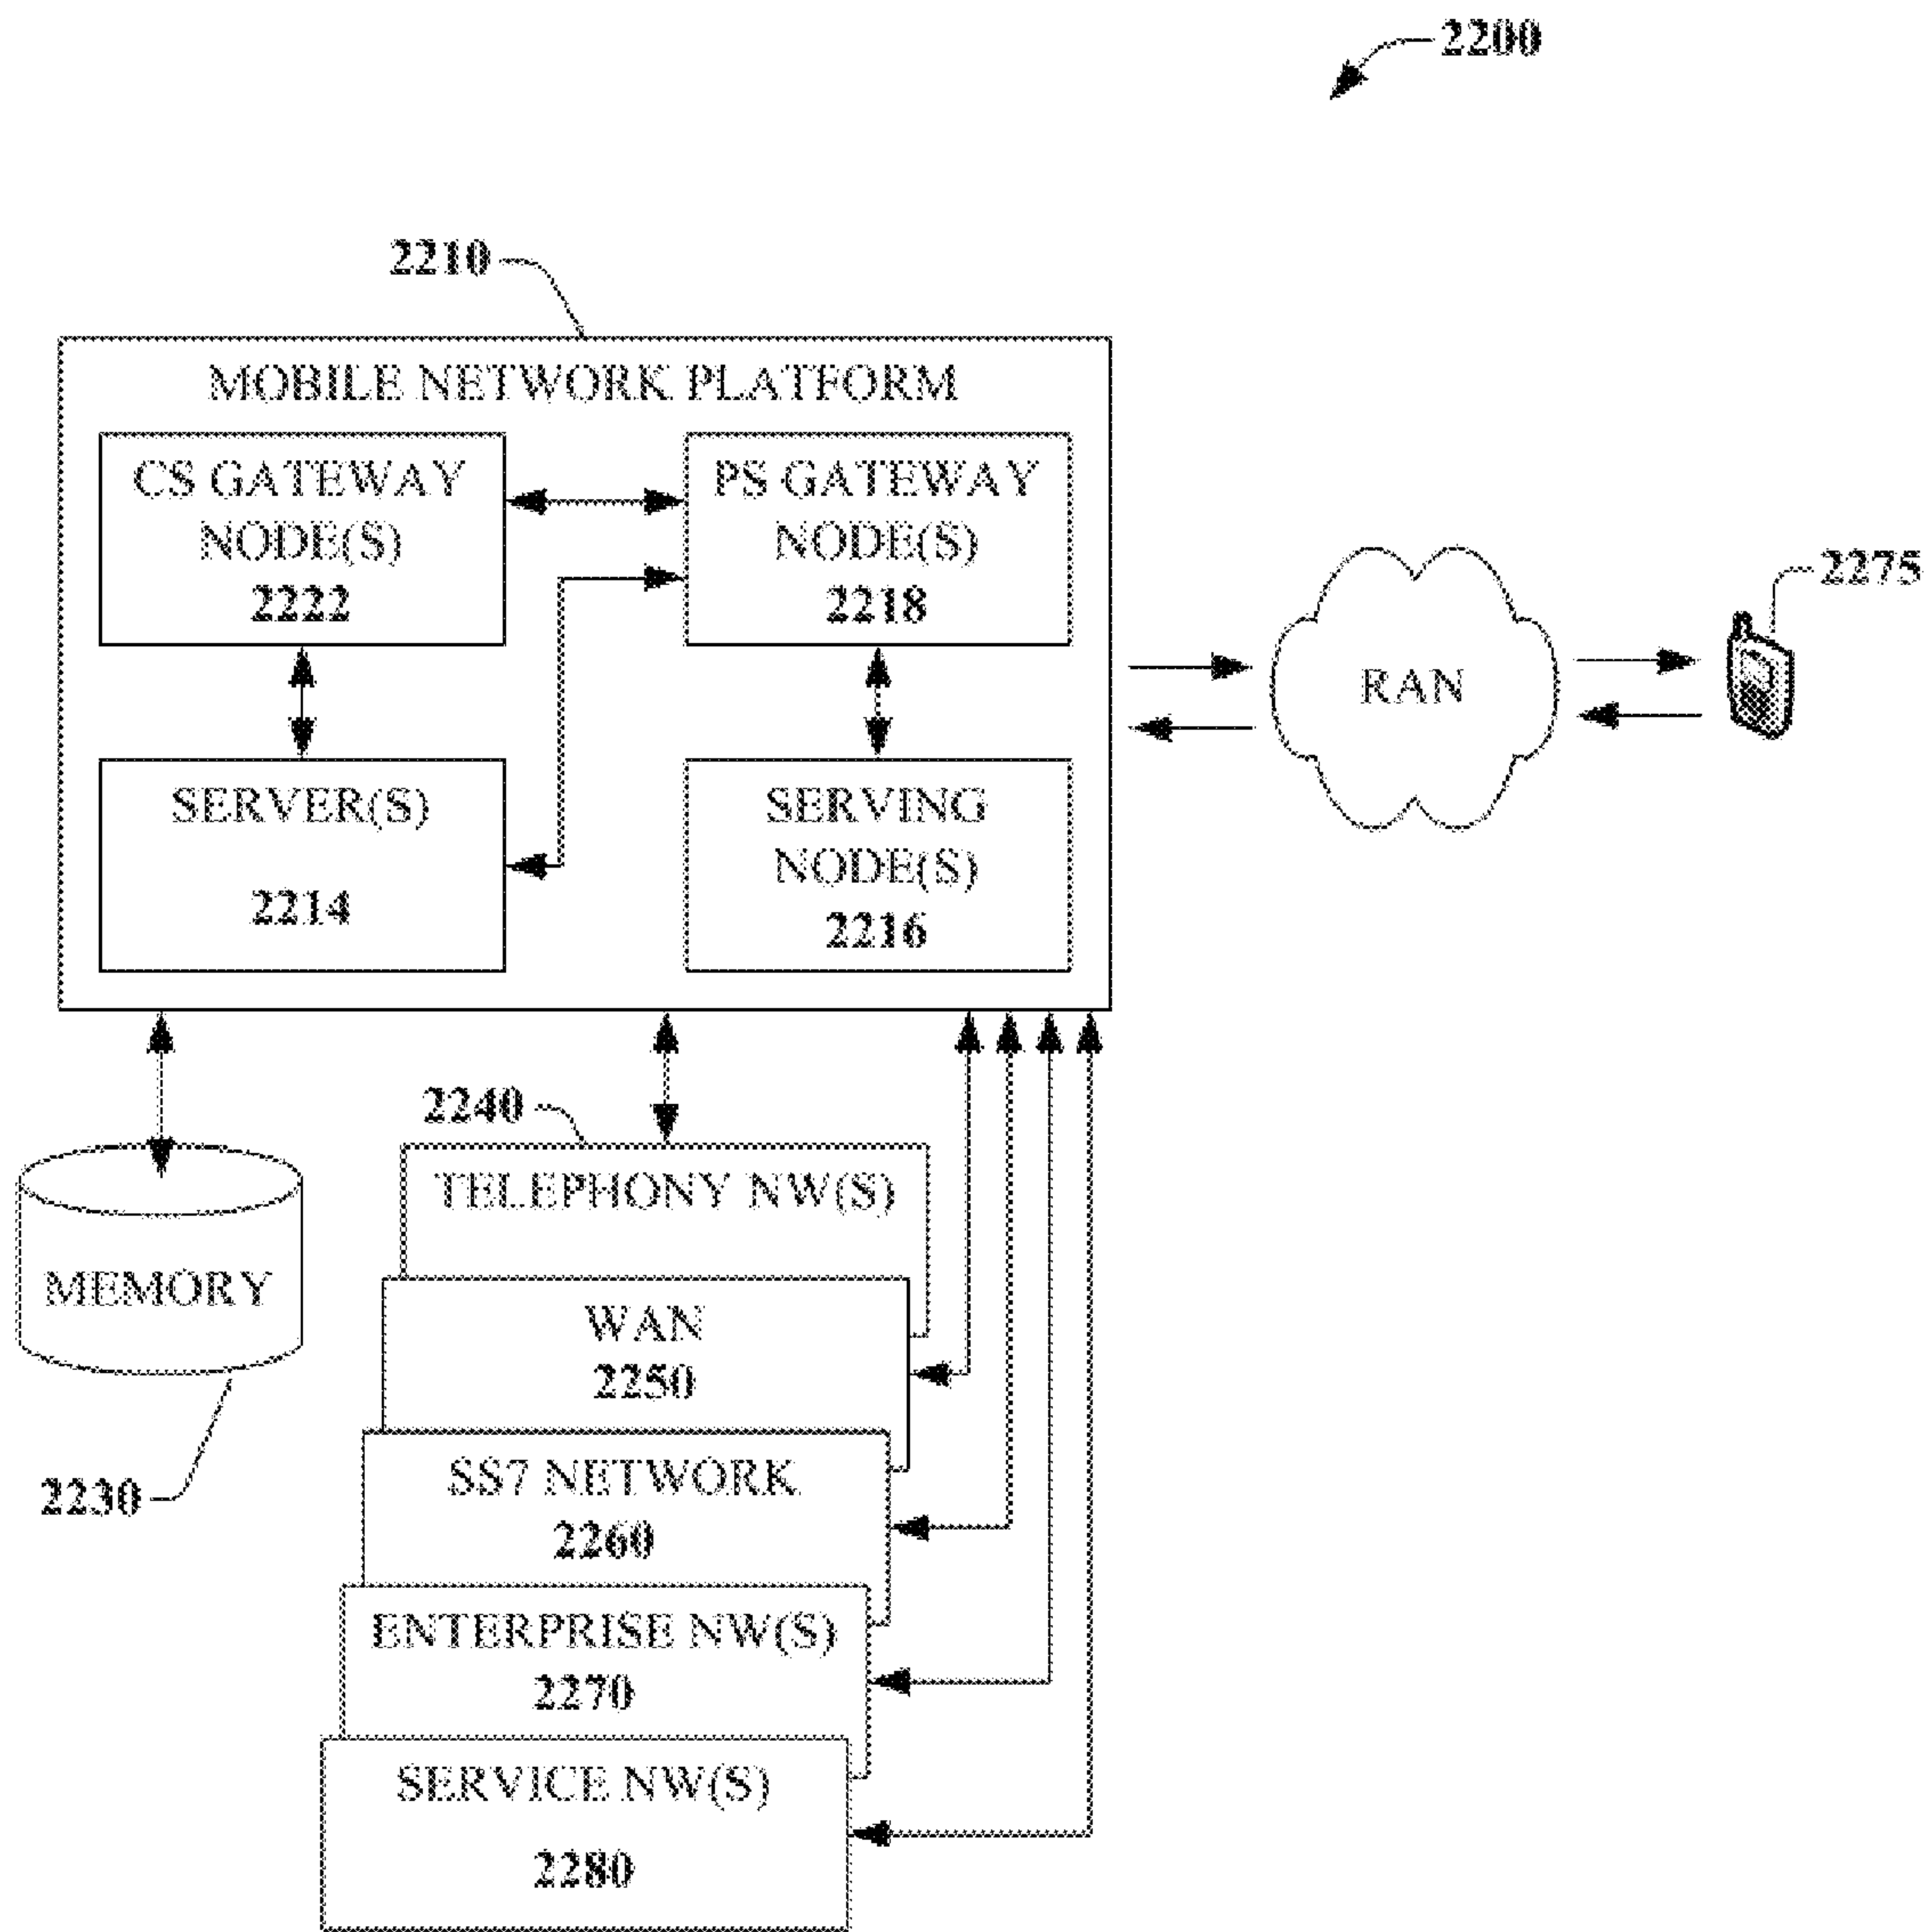 2200
2210
MOBILE NETWORK PLATFORM
CS GATEWAY
NODE(S)
2222
PS GATEWAY
NODE(S)
2218
SERVER(S)
2214
SERVING
NODE(S)
2216
RAN
2275
2240
TELEPHONY NW(S)
MEMORY
2230
WAN
2250
SS7 NETWORK
2260
ENTERPRISE NW(S)
2270
SERVICE NW(S)
2280